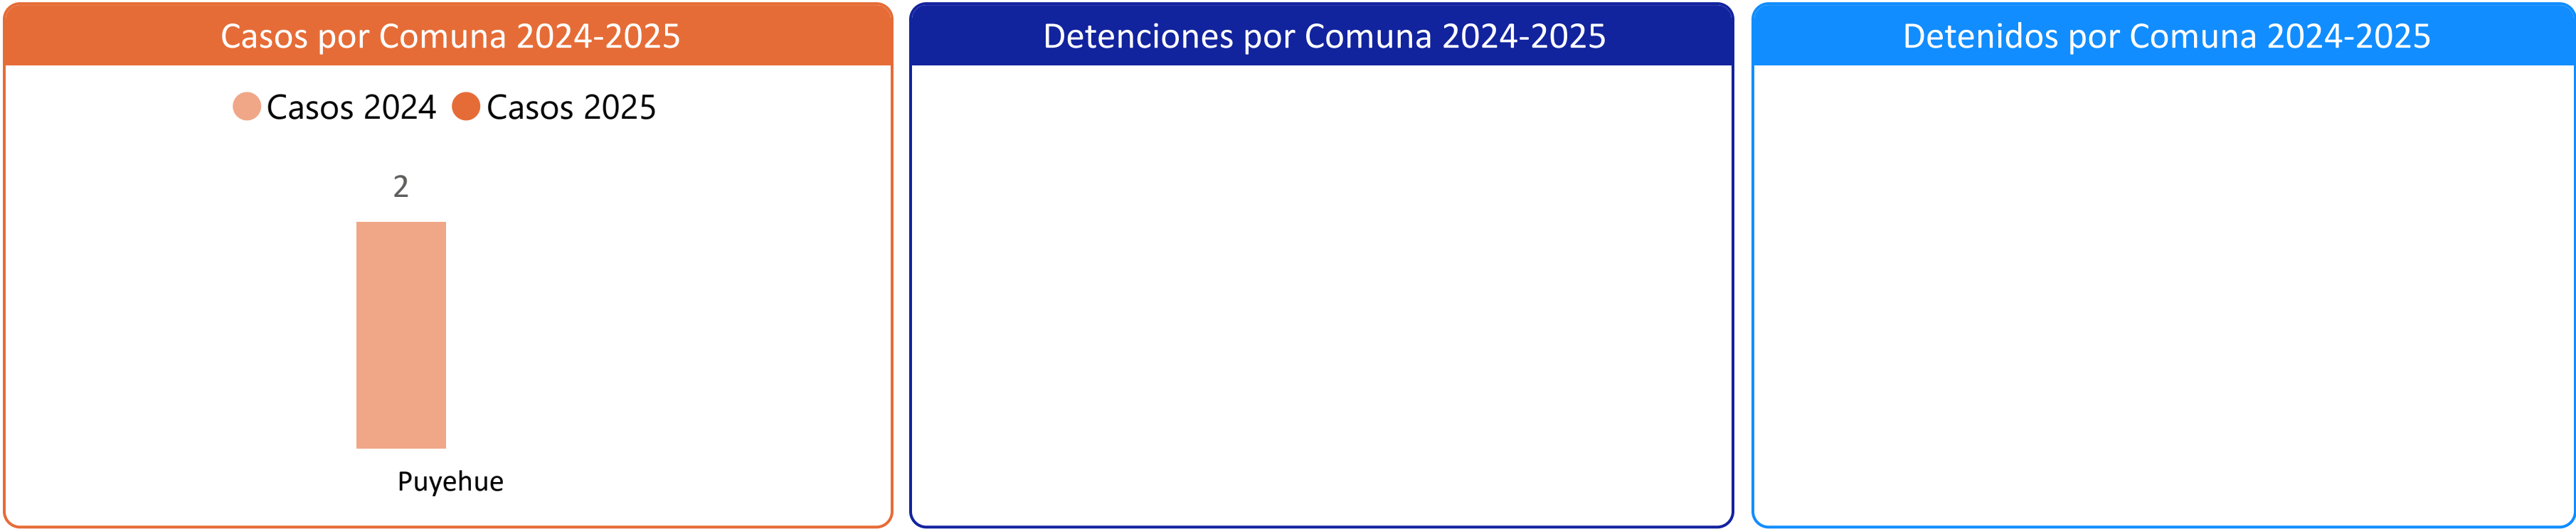 Casos por Comuna 2024-2025
Casos 2024 Casos 2025
2
Puyehue
Detenciones por Comuna 2024-2025
Detenidos por Comuna 2024-2025